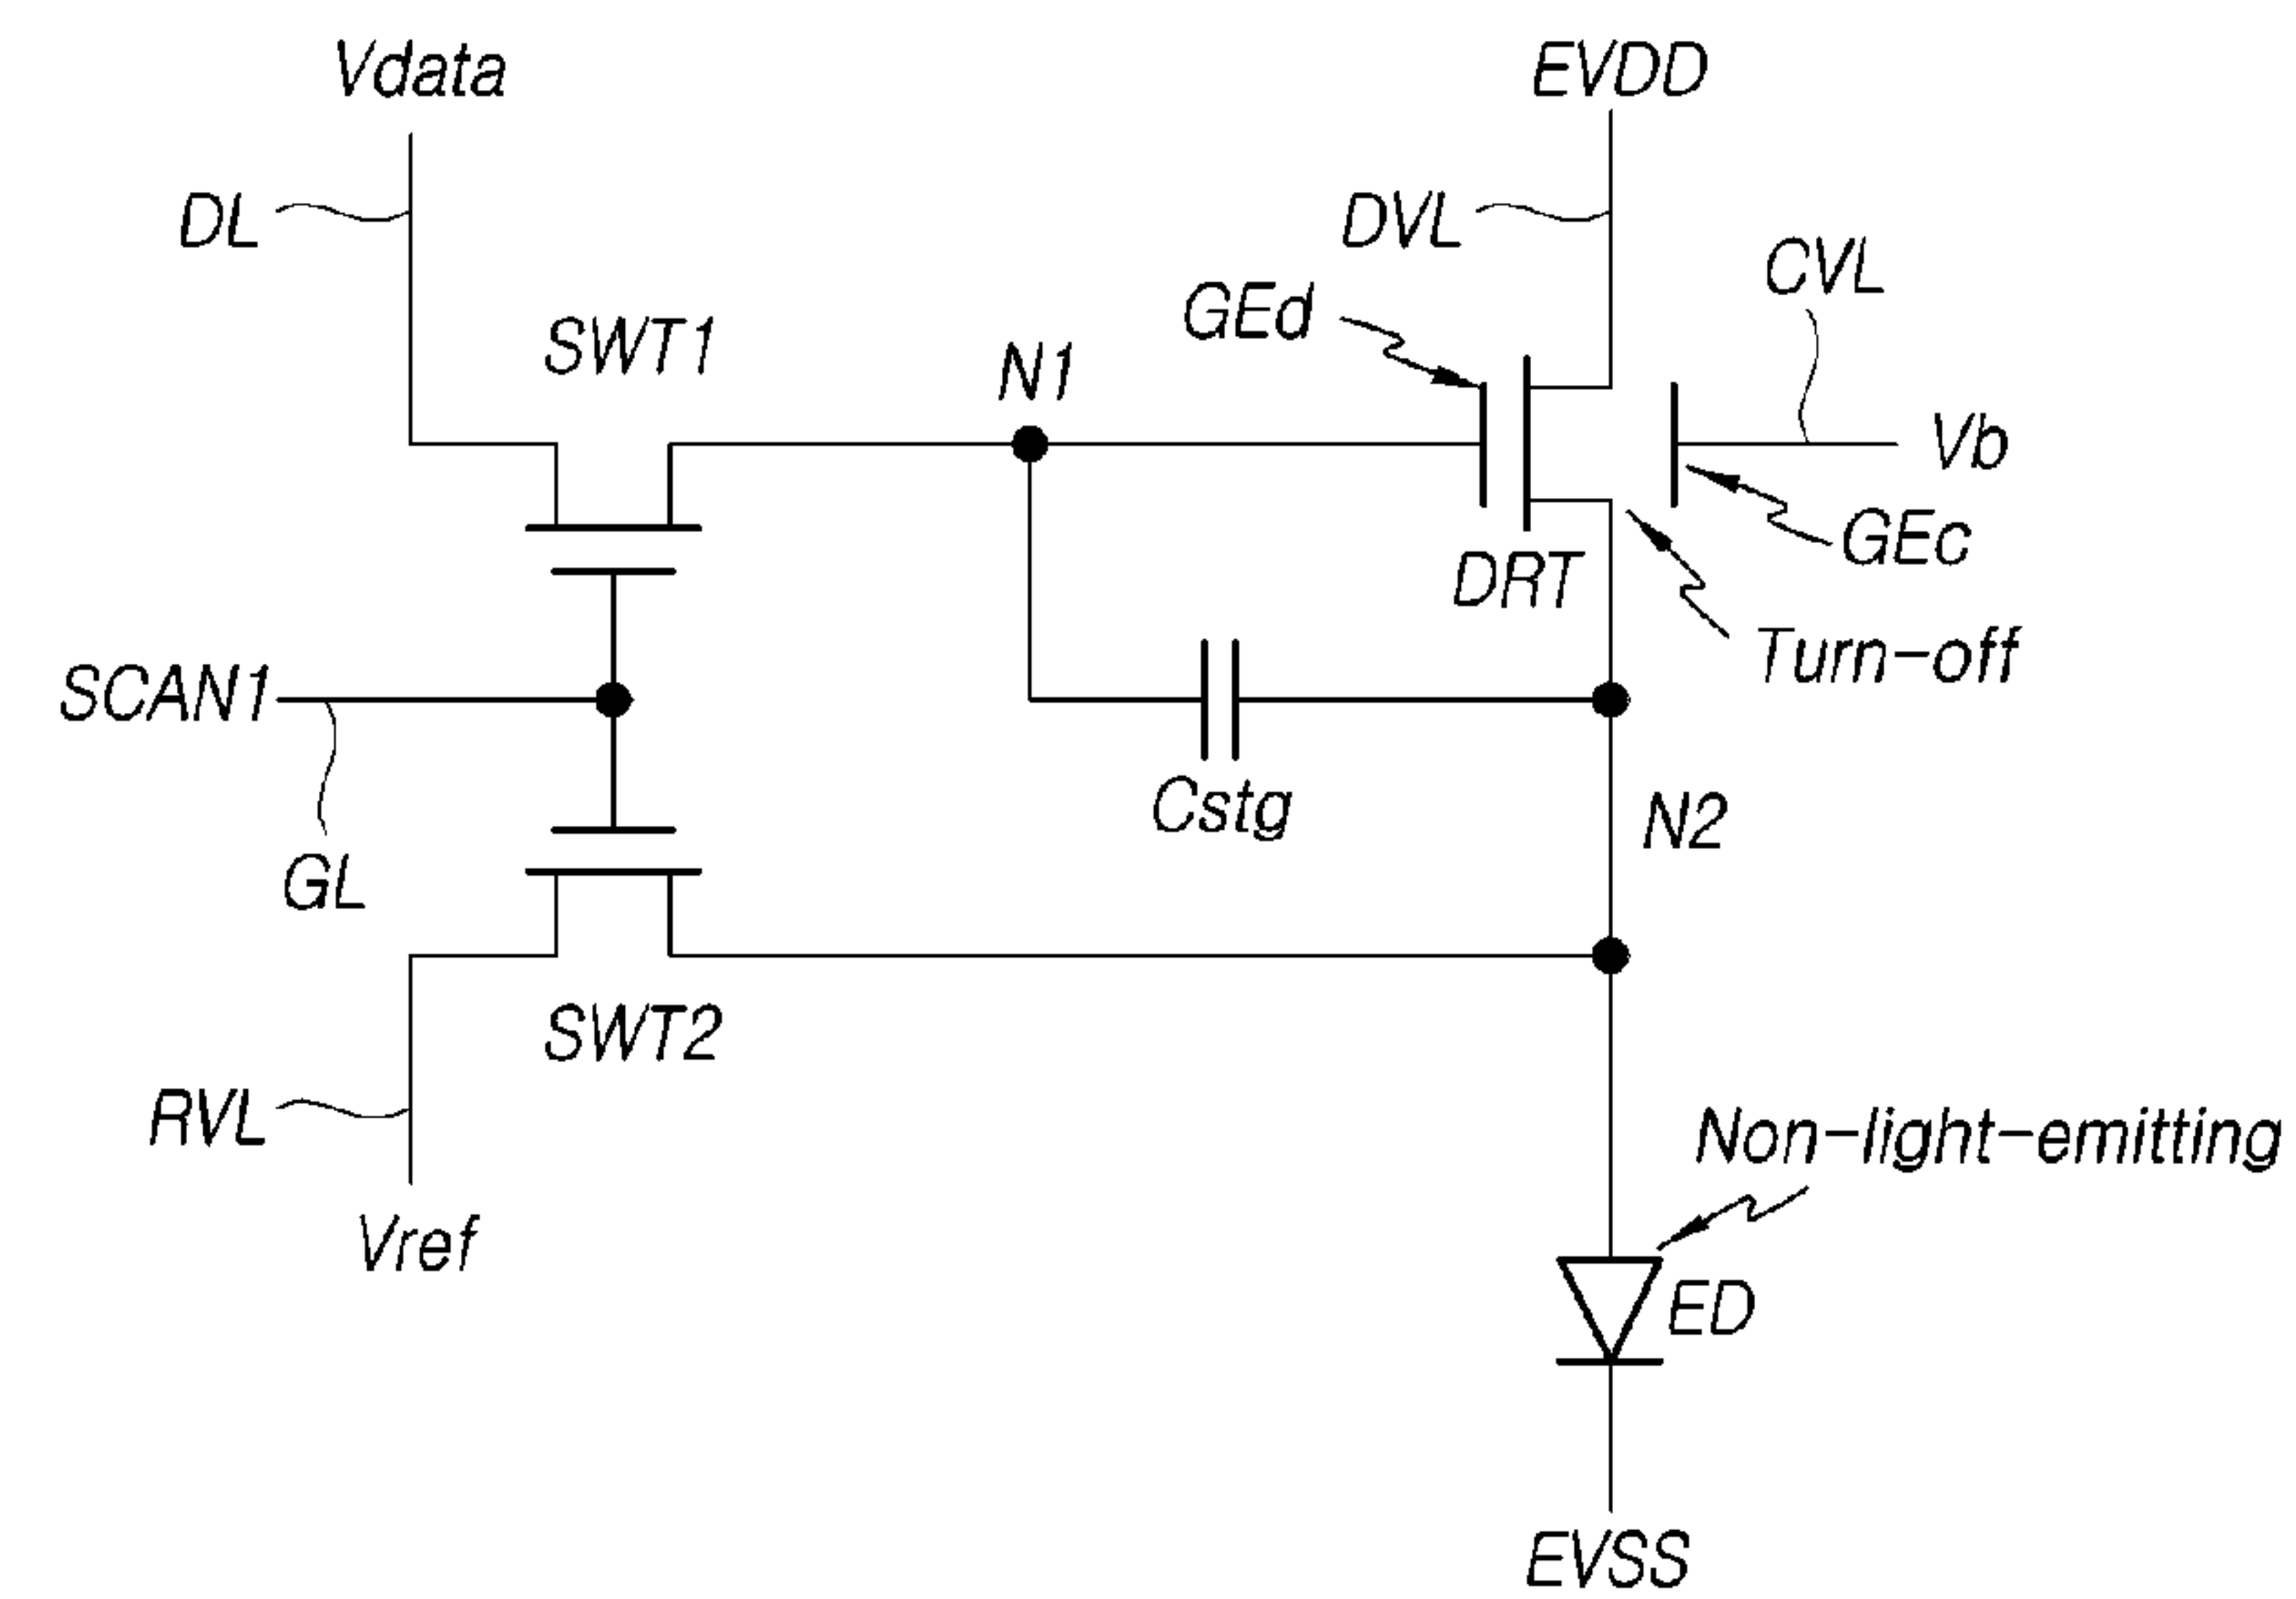 Vdata
EVDD
DL
DVL
CVL
GEd
SWT1
N1
Vb
GEc
DRT
Turn-off
SCAN1
Cstg
N2
GL
SWT2
RVL
Non-light-emitting
Vref
ED
EVSS